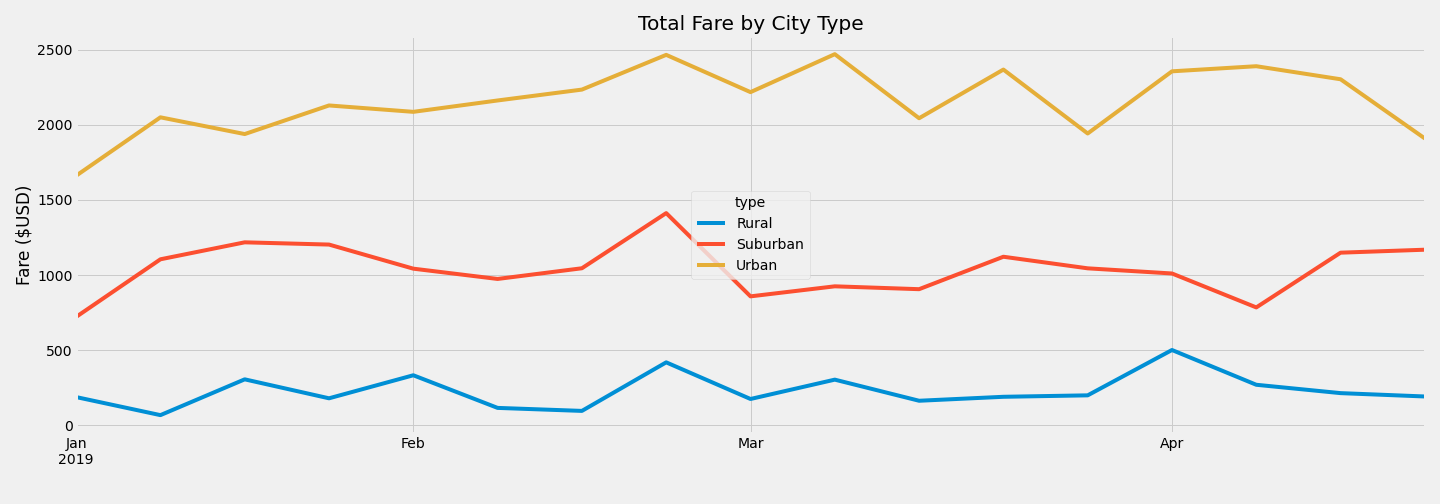 Total Fare by City Type
Fare ($USD)
2500
2000
1500
1000
500
0
type
Rural
Suburban
Urban
Jan
2019
Feb
Mar
Apr